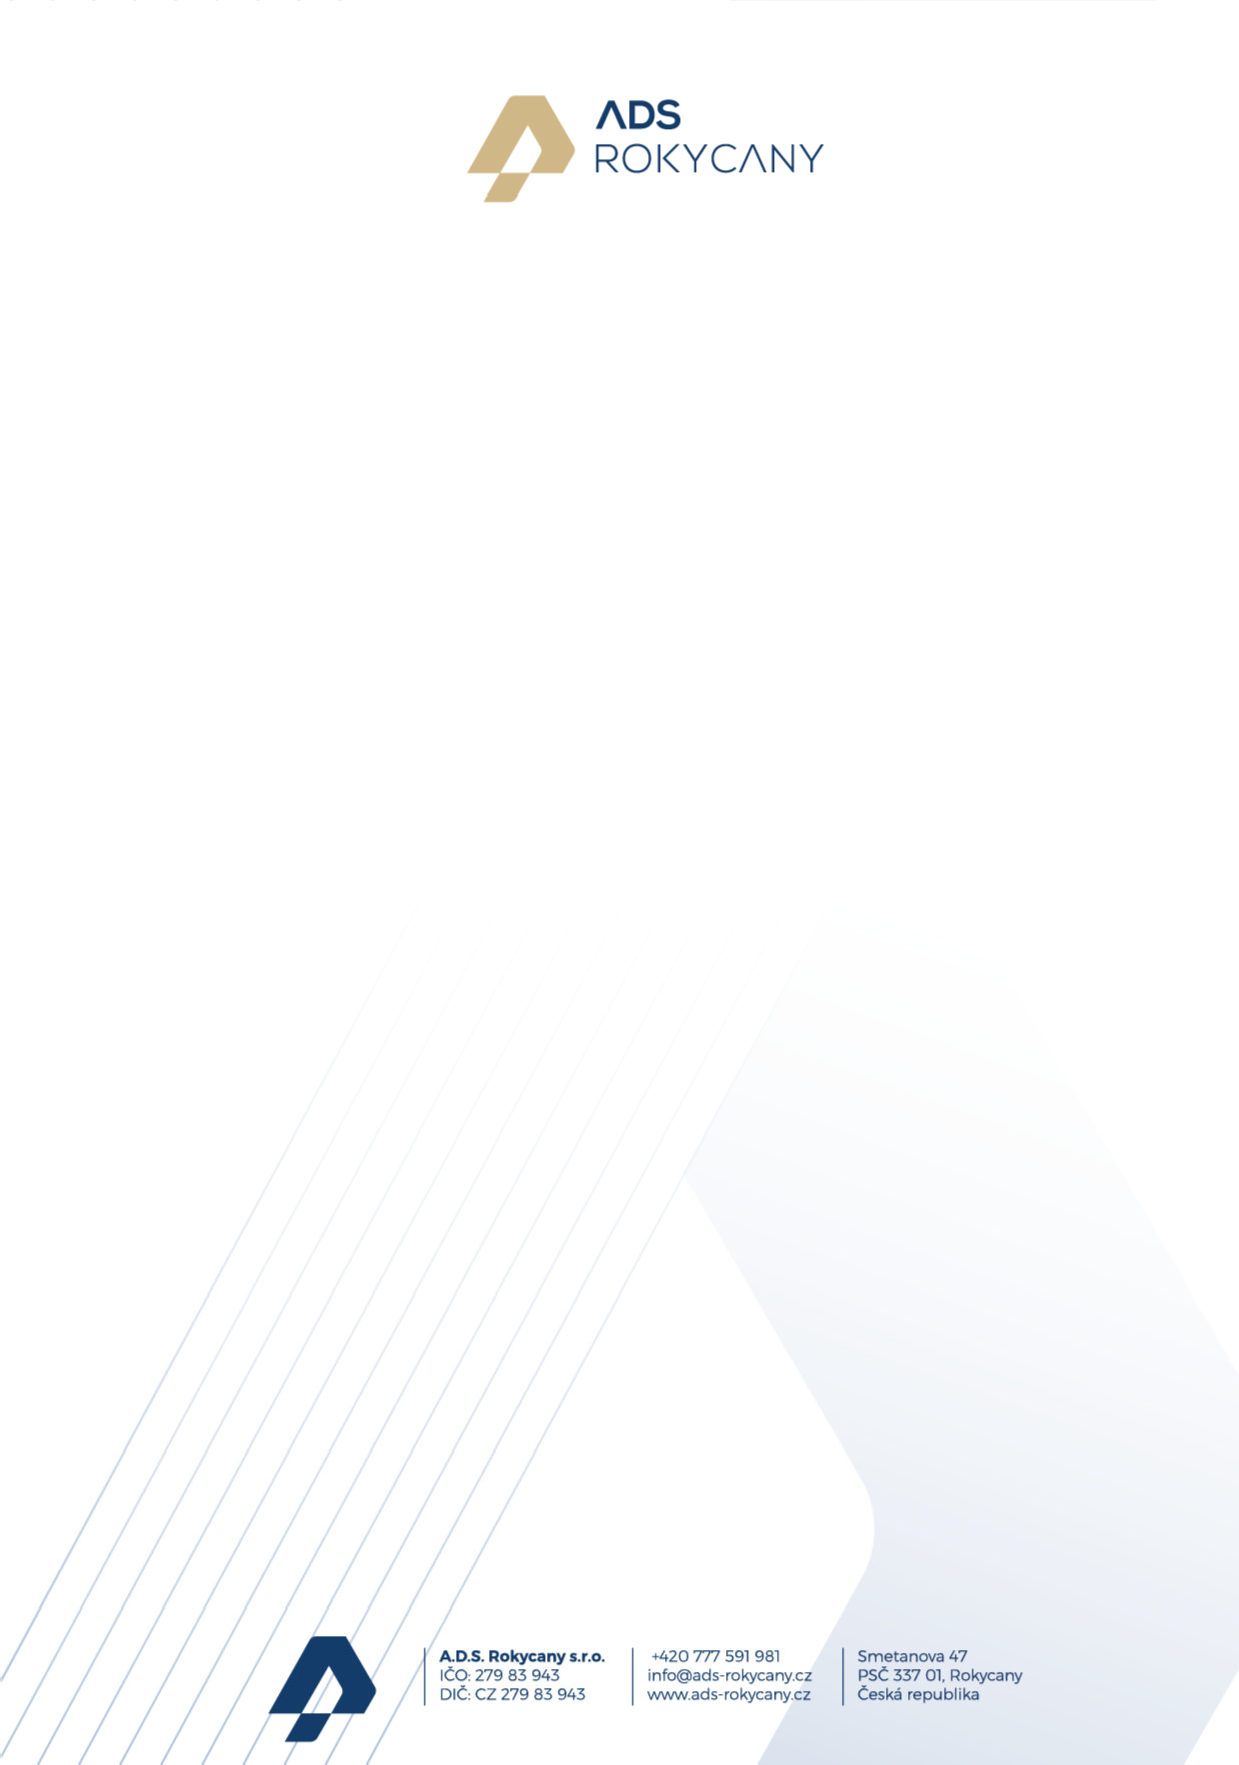 ADS
ROKYCANY
A.D.S. Rokycany s.r.o.
IČO: 279 83 943
DIČ: CZ 279 83 943
+420 777 591 981
info@ads-rokycany.cz
www.ads-rokycany.cz
Smetanova 47
PSČ 337 01, Rokycany
Česká republika